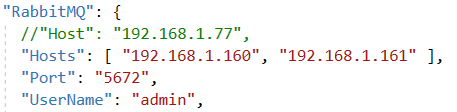 "RabbitMQ": {
//"Host": "192.168.1.77",
"Hosts": [ "192.168.1.160", "192.168.1.161" ],
"Port": "5672",
"UserName": "admin",